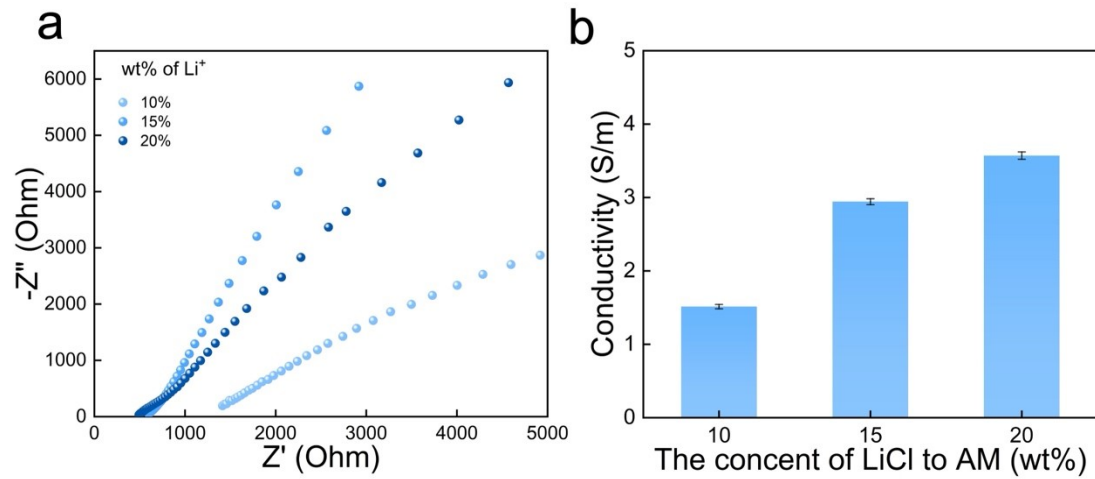 a
wt% of Li⁺
10%
15%
20%
-Z" (Ohm)
6000
5000
4000
3000
2000
1000
0
0 1000 2000 3000 4000 5000
Z' (Ohm)
b
Conductivity (S/m)
5
4
3
2
1
0
10 15 20
The concent of LiCl to AM (wt%)